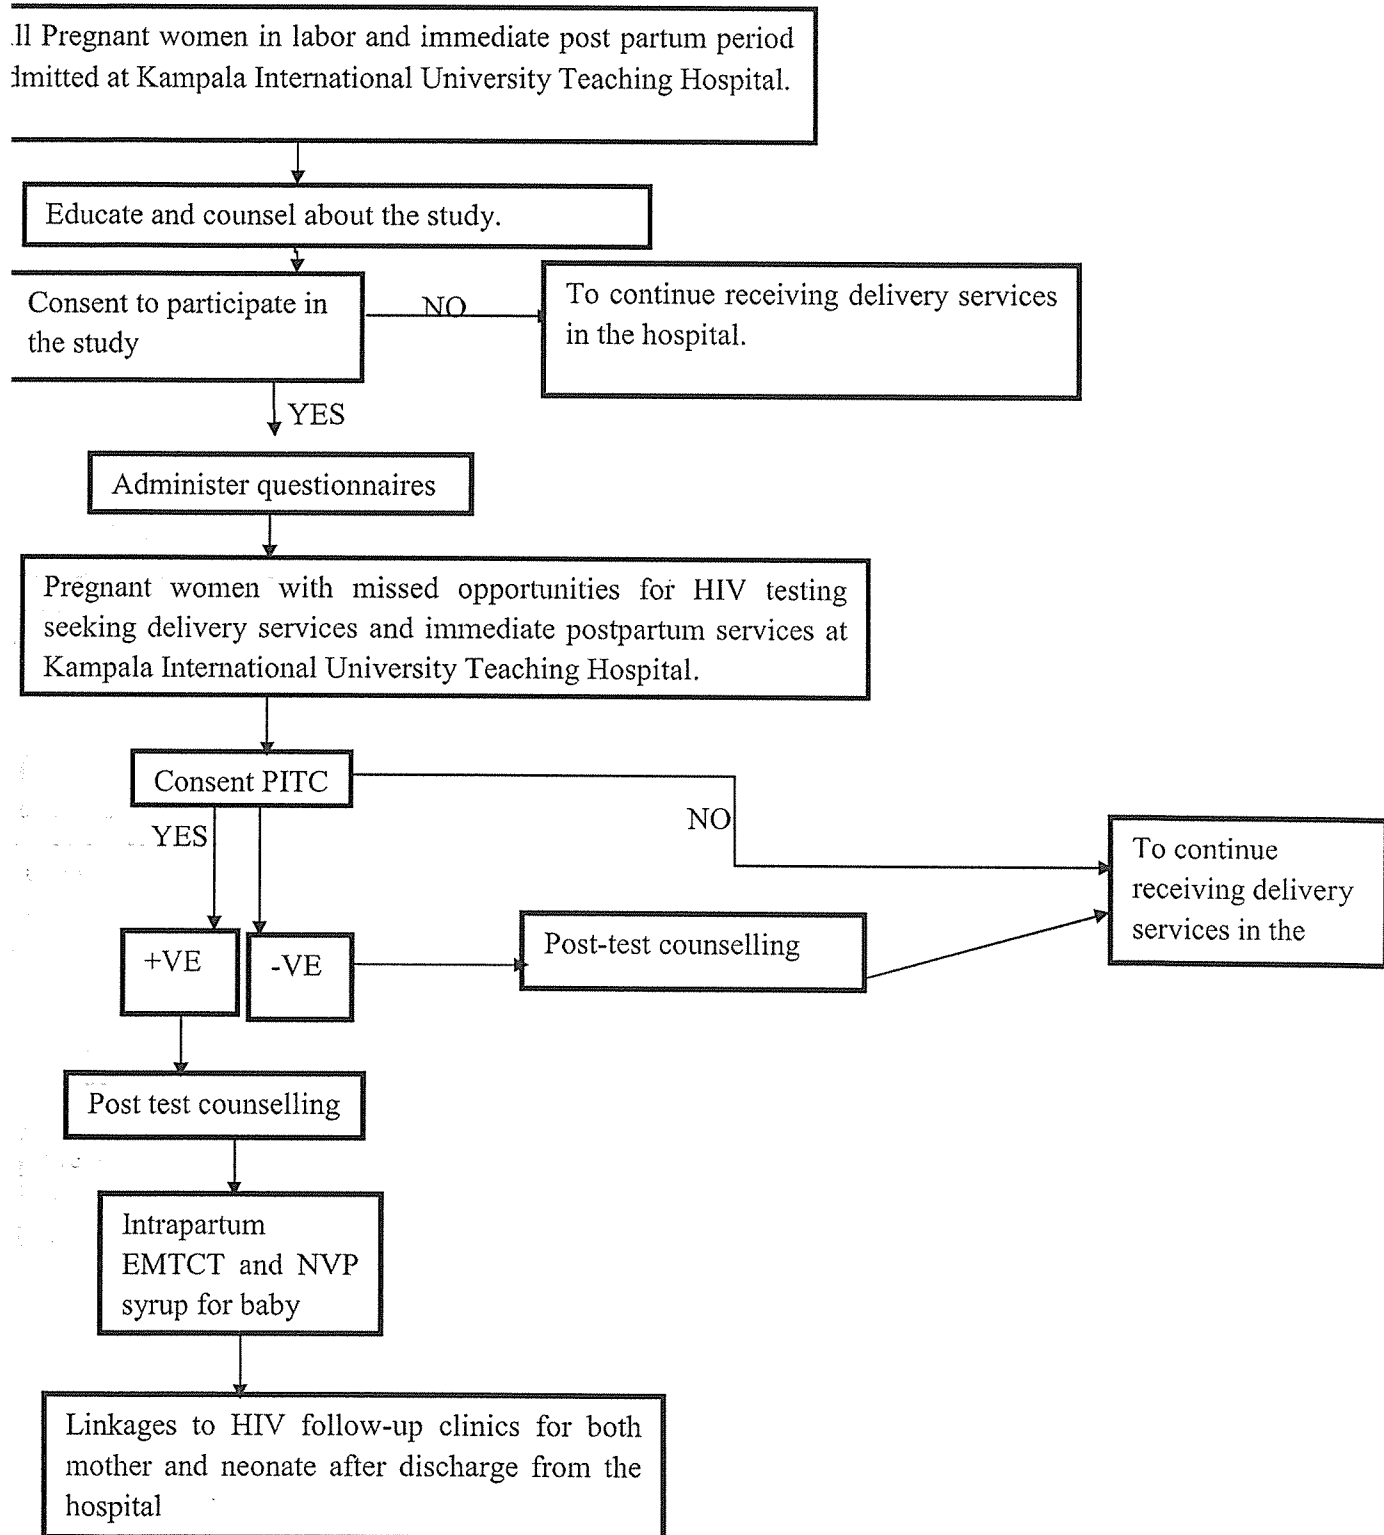 ll Pregnant women in labor and immediate post partum period
dmitted at Kampala International University Teaching Hospital.
Educate and counsel about the study.
Consent to participate in
the study
NO
To continue receiving delivery services
in the hospital.
YES
Administer questionnaires
Pregnant women with missed opportunities for HIV testing
seeking delivery services and immediate postpartum services at
Kampala International University Teaching Hospital.
Consent PITC
YES
NO
To continue
receiving delivery
services in the
+VE
-VE
Post-test counselling
Post test counselling
Intrapartum
EMTCT and NVP
syrup for baby
Linkages to HIV follow-up clinics for both
mother and neonate after discharge from the
hospital